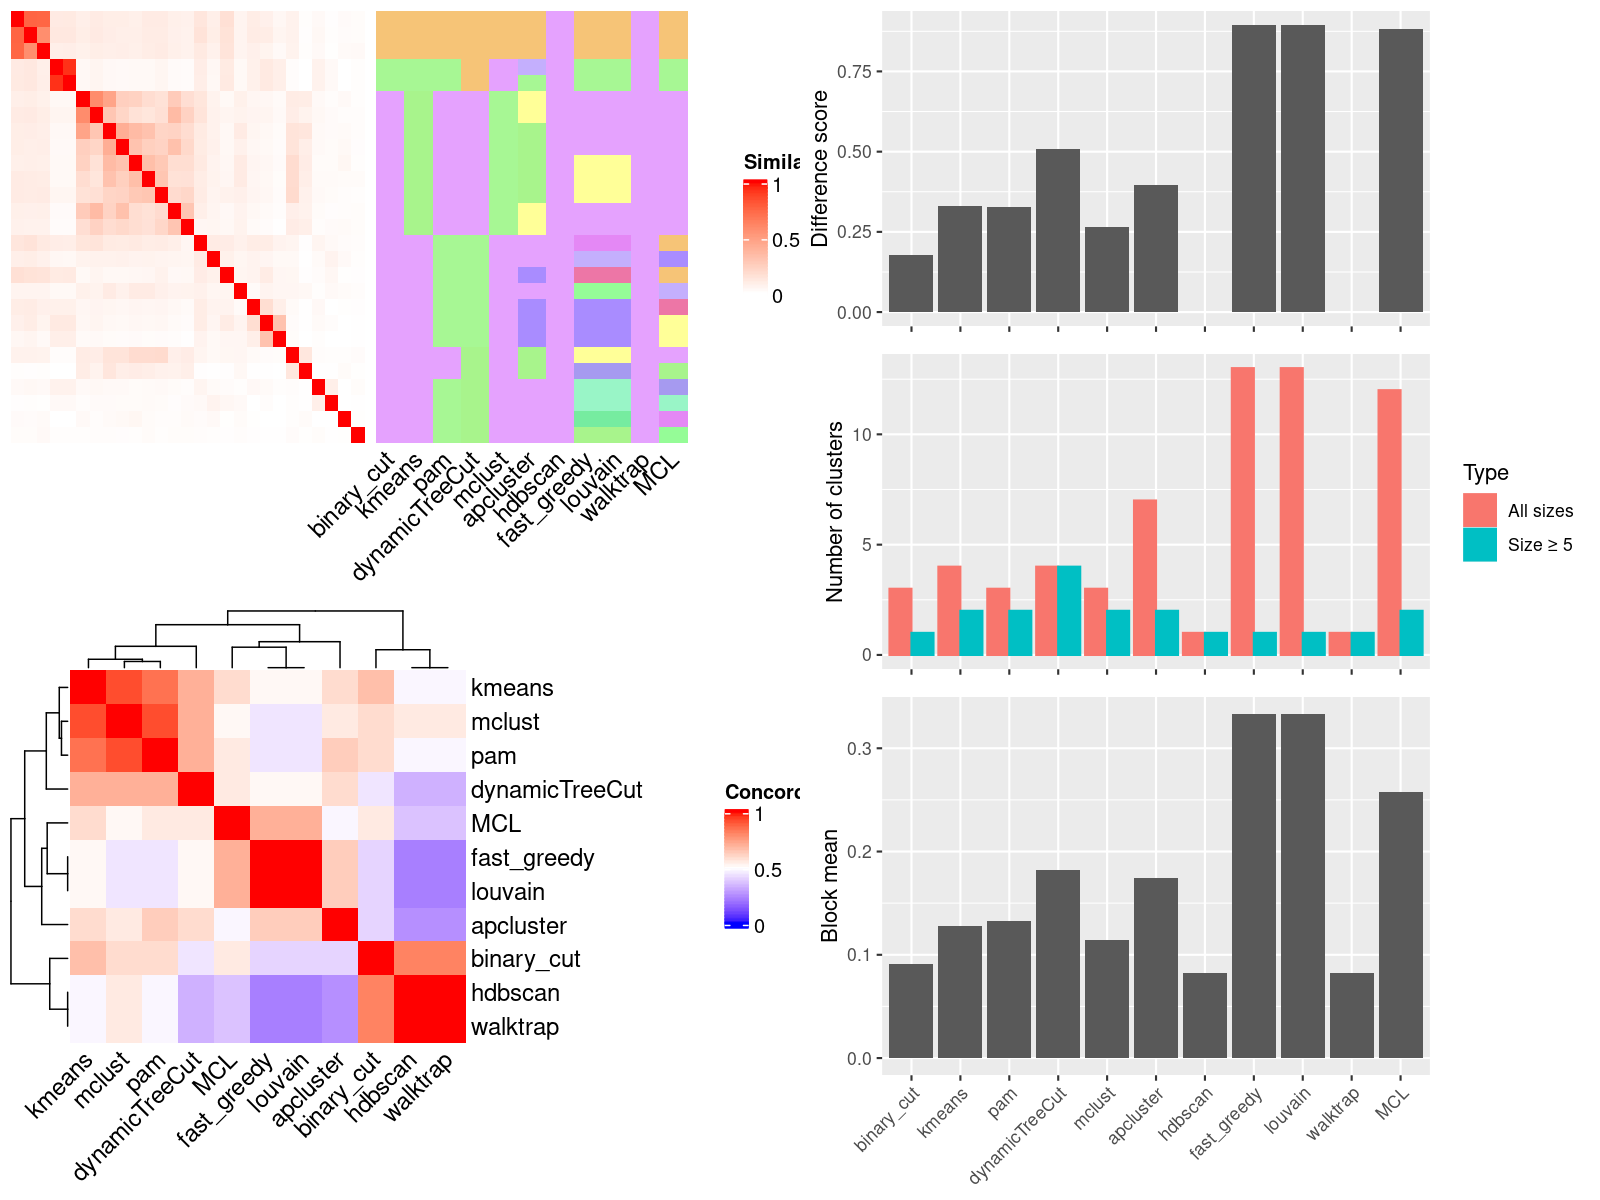 Simila
1
0.5
0
binary_cut
kmeans
pam
dynamicTreeCut
mclust
apcluster
hdbscan
fast_greedy
louvain
walktrap
MCL
kmeans
mclust
pam
dynamicTreeCut
MCL
fast_greedy
louvain
apcluster
binary_cut
hdbscan
walktrap
Concord
1
0.5
0
kmeans
mclust
pam
dynamicTreeCut
MCL
fast_greedy
louvain
apcluster
binary_cut
hdbscan
walktrap
Difference score
0.75
0.50
0.25
0.00
Number of clusters
10
5
0
Type
All sizes
Size ≥ 5
Block mean
0.3
0.2
0.1
0.0
binary_cut
kmeans
pam
dynamicTreeCut
mclust
apcluster
hdbscan
fast_greedy
louvain
walktrap
MCL